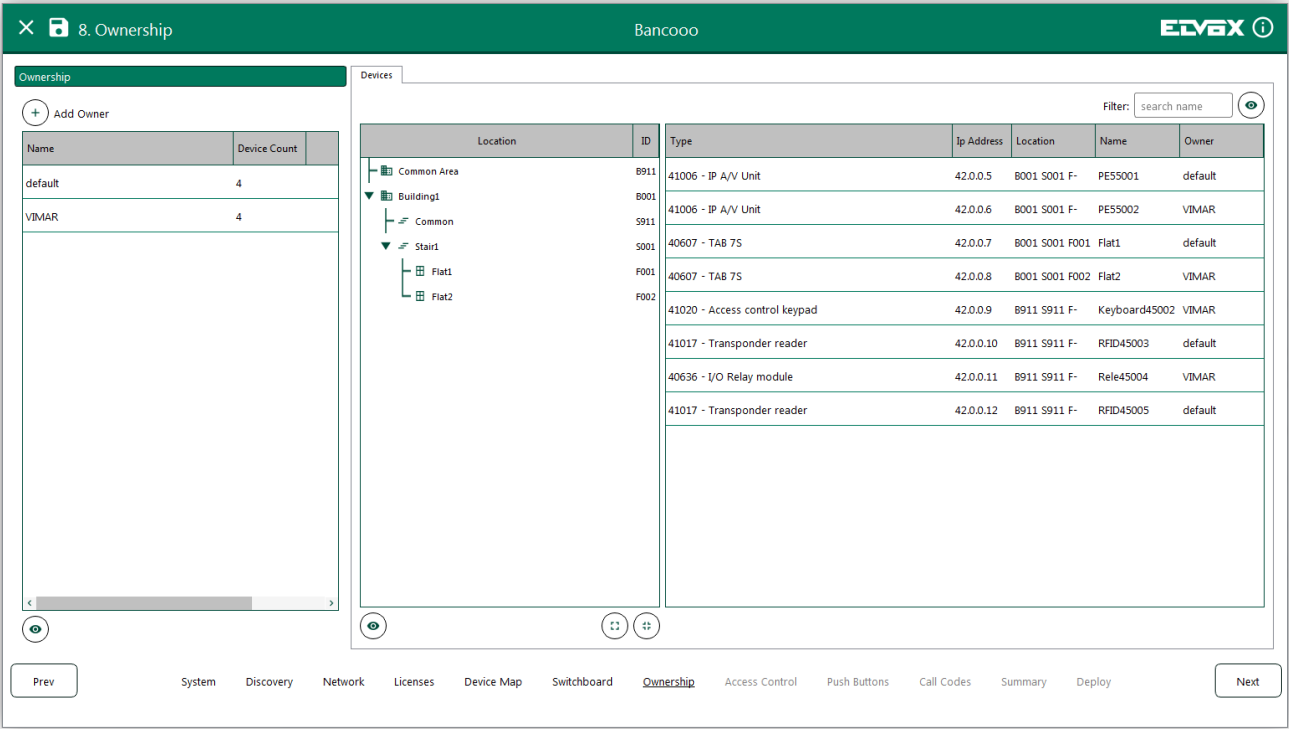 8. Ownership
Bancooo
ELVOX
Ownership
Add Owner
Name Device Count
default 4
VIMAR 4
Devices
Filter: search name
Location ID
Common Area B911
Building1 B001
Common S911
Stair1 S001
Flat1 F001
Flat2 F002
Type Ip Address Location Name Owner
41006 - IP A/V Unit 42.0.0.5 B001 S001 F- PE55001 default
41006 - IP A/V Unit 42.0.0.6 B001 S001 F- PE55002 VIMAR
40607 - TAB 7S 42.0.0.7 B001 S001 F001 Flat1 default
40607 - TAB 7S 42.0.0.8 B001 S001 F002 Flat2 VIMAR
41020 - Access control keypad 42.0.0.9 B911 S911 F- Keyboard45002 VIMAR
41017 - Transponder reader 42.0.0.10 B911 S911 F- RFID45003 default
40636 - I/O Relay module 42.0.0.11 B911 S911 F- Rele45004 VIMAR
41017 - Transponder reader 42.0.0.12 B911 S911 F- RFID45005 default
Prev System Discovery Network Licenses Device Map Switchboard Ownership Access Control Push Buttons Call Codes Summary Deploy Next